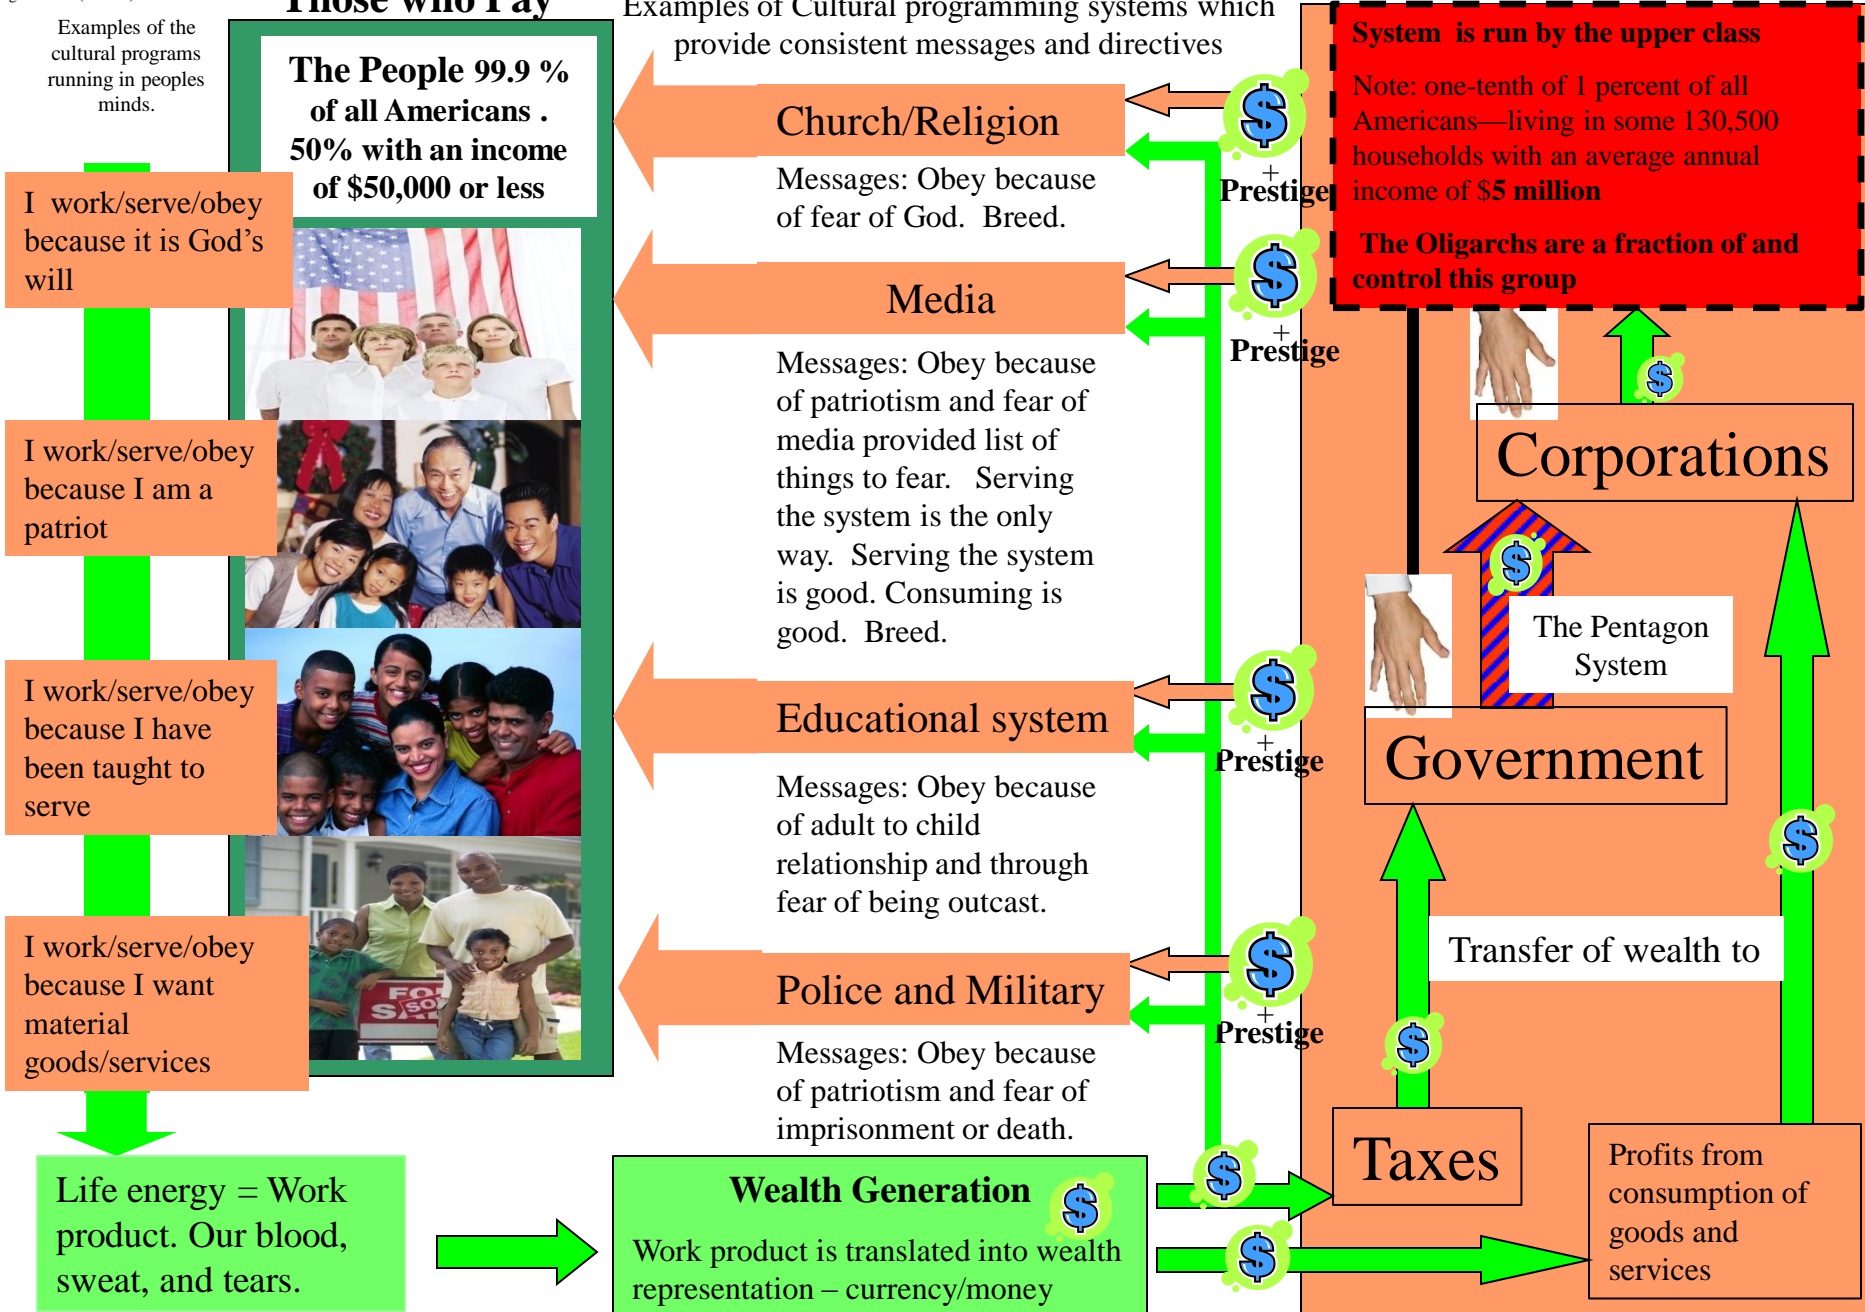 Those who Pay
Examples of the
cultural programs
running in peoples
minds.
I work/serve/obey
because it is God's
will
I work/serve/obey
because I am a
patriot
I work/serve/obey
because I have
been taught to
serve
I work/serve/obey
because I want
material
goods/services
Life energy = Work
product. Our blood,
sweat, and tears.
The People 99.9 %
of all Americans .
50% with an income
of $50,000 or less
FOR
SOL
Examples of Cultural programming systems which
provide consistent messages and directives
Church/Religion
Messages: Obey because
of fear of God. Breed.
Media
Messages: Obey because
of patriotism and fear of
media provided list of
things to fear. Serving
the system is the only
way. Serving the system
is good. Consuming is
good. Breed.
Educational system
Messages: Obey because
of adult to child
relationship and through
fear of being outcast.
Police and Military
Messages: Obey because
of patriotism and fear of
imprisonment or death.
Wealth Generation
$
Work product is translated into wealth
representation – currency/money
$
+
Prestige
$
+
Prestige
$
+
Prestige
$
+
Prestige
$
$
System is run by the upper class
Note: one-tenth of 1 percent of all
Americans—living in some 130,500
households with an average annual
income of $5 million
The Oligarchs are a fraction of and
control this group
$
Corporations
$
The Pentagon
System
Government
$
Transfer of wealth to
$
Taxes
Profits from
consumption of
goods and
services